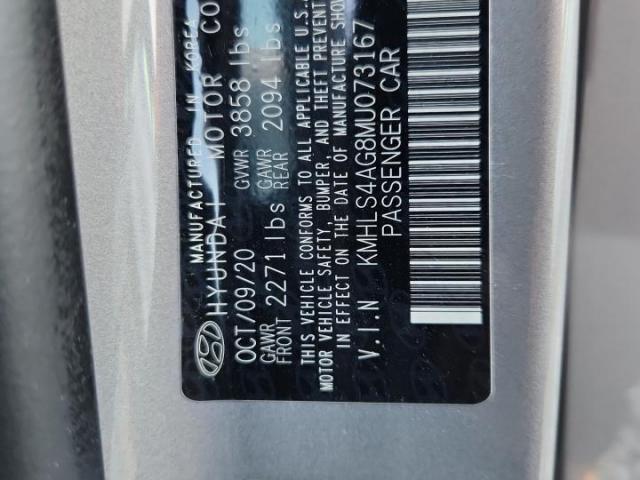 MANUFACTURED IN KOREA
HYUNDAI MOTOR CO
OCT/09/20 GVWR 3858 lbs
GAWR FRONT 2271 lbs GAWR REAR 2094 lbs
THIS VEHICLE CONFORMS TO ALL APPLICABLE U.S.
MOTOR VEHICLE SAFETY, BUMPER, AND THEFT PREVENT
IN EFFECT ON THE DATE OF MANUFACTURE SHOW
V.I.N KMHLS4AG8MU073167
PASSENGER CAR